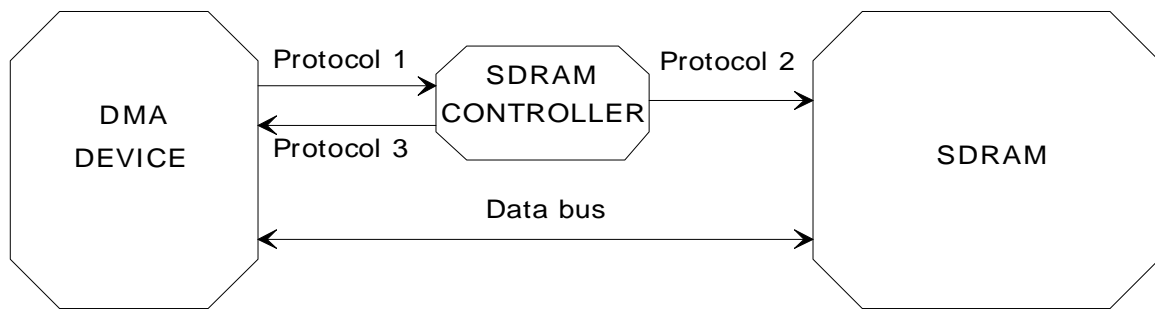 Protocol 1
SDRAM
CONTROLLER
Protocol 2
DMA
DEVICE
Protocol 3
SDRAM
Data bus